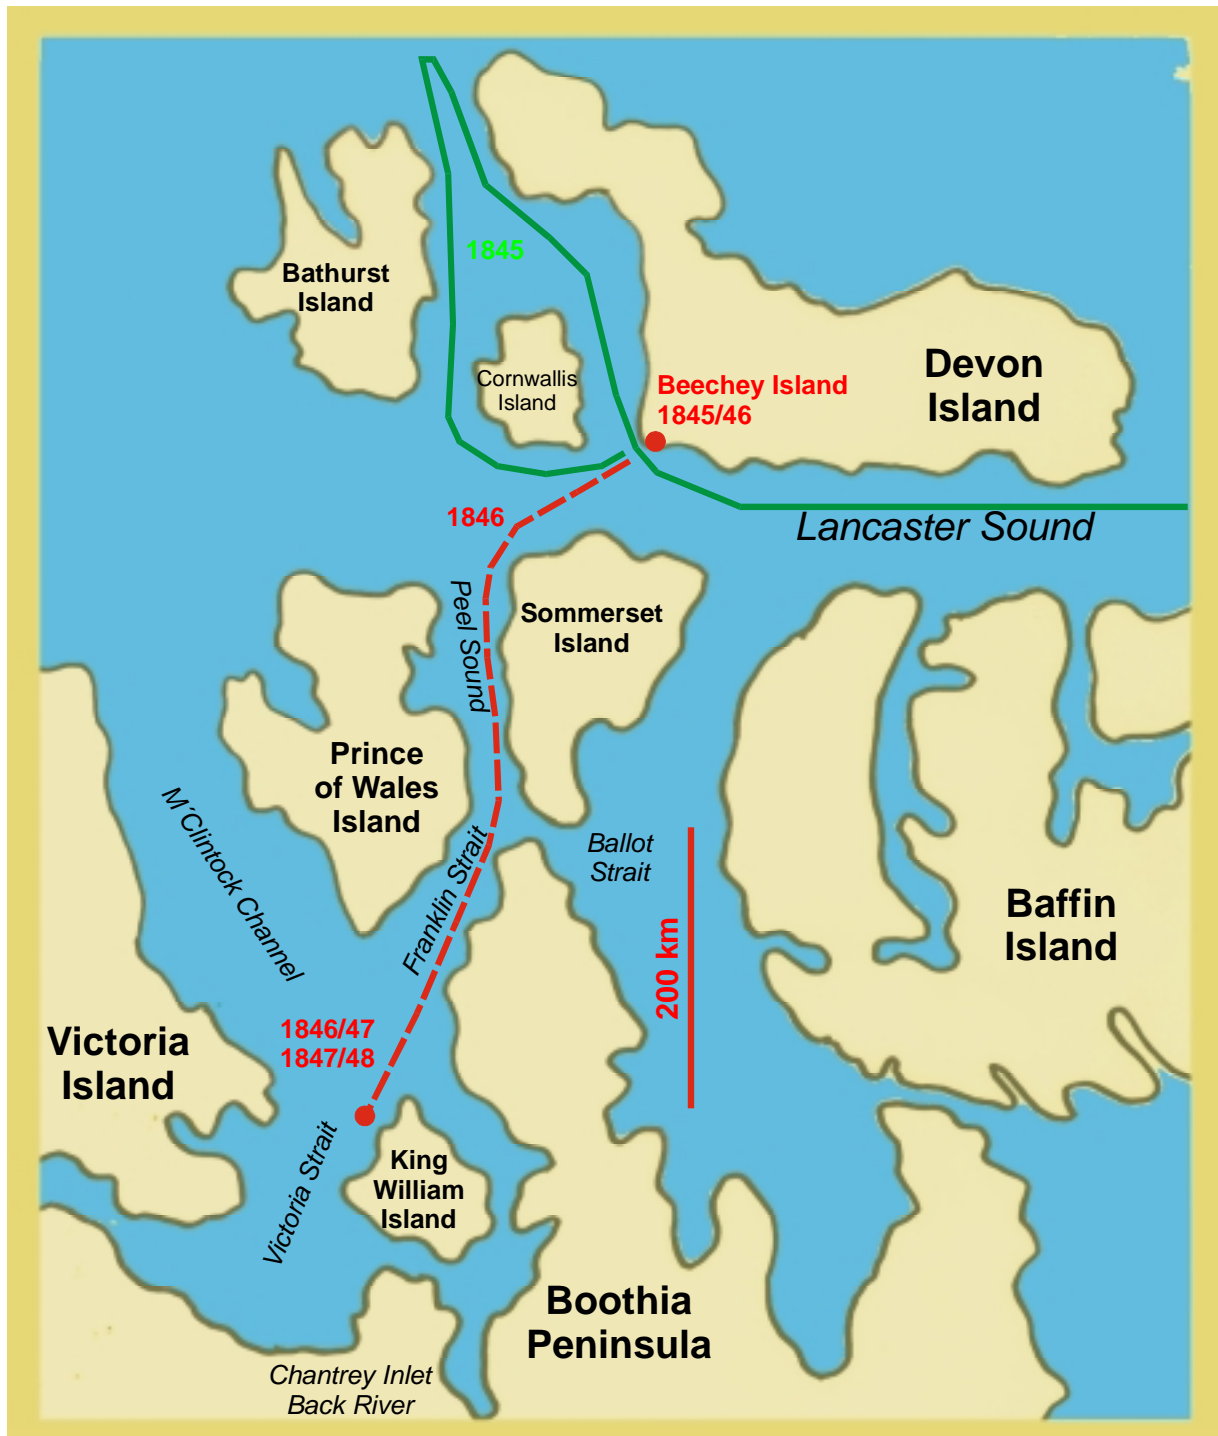 1845
Bathurst
Island
Cornwallis
Island
Beechey Island
1845/46
Devon
Island
1846
Lancaster Sound
Peel Sound
Sommerset
Island
Prince
of Wales
Island
M´Clintock Channel
Franklin Strait
Ballot
Strait
200 km
Baffin
Island
Victoria
Island
1846/47
1847/48
Victoria Strait
King
William
Island
Boothia
Peninsula
Chantrey Inlet
Back River